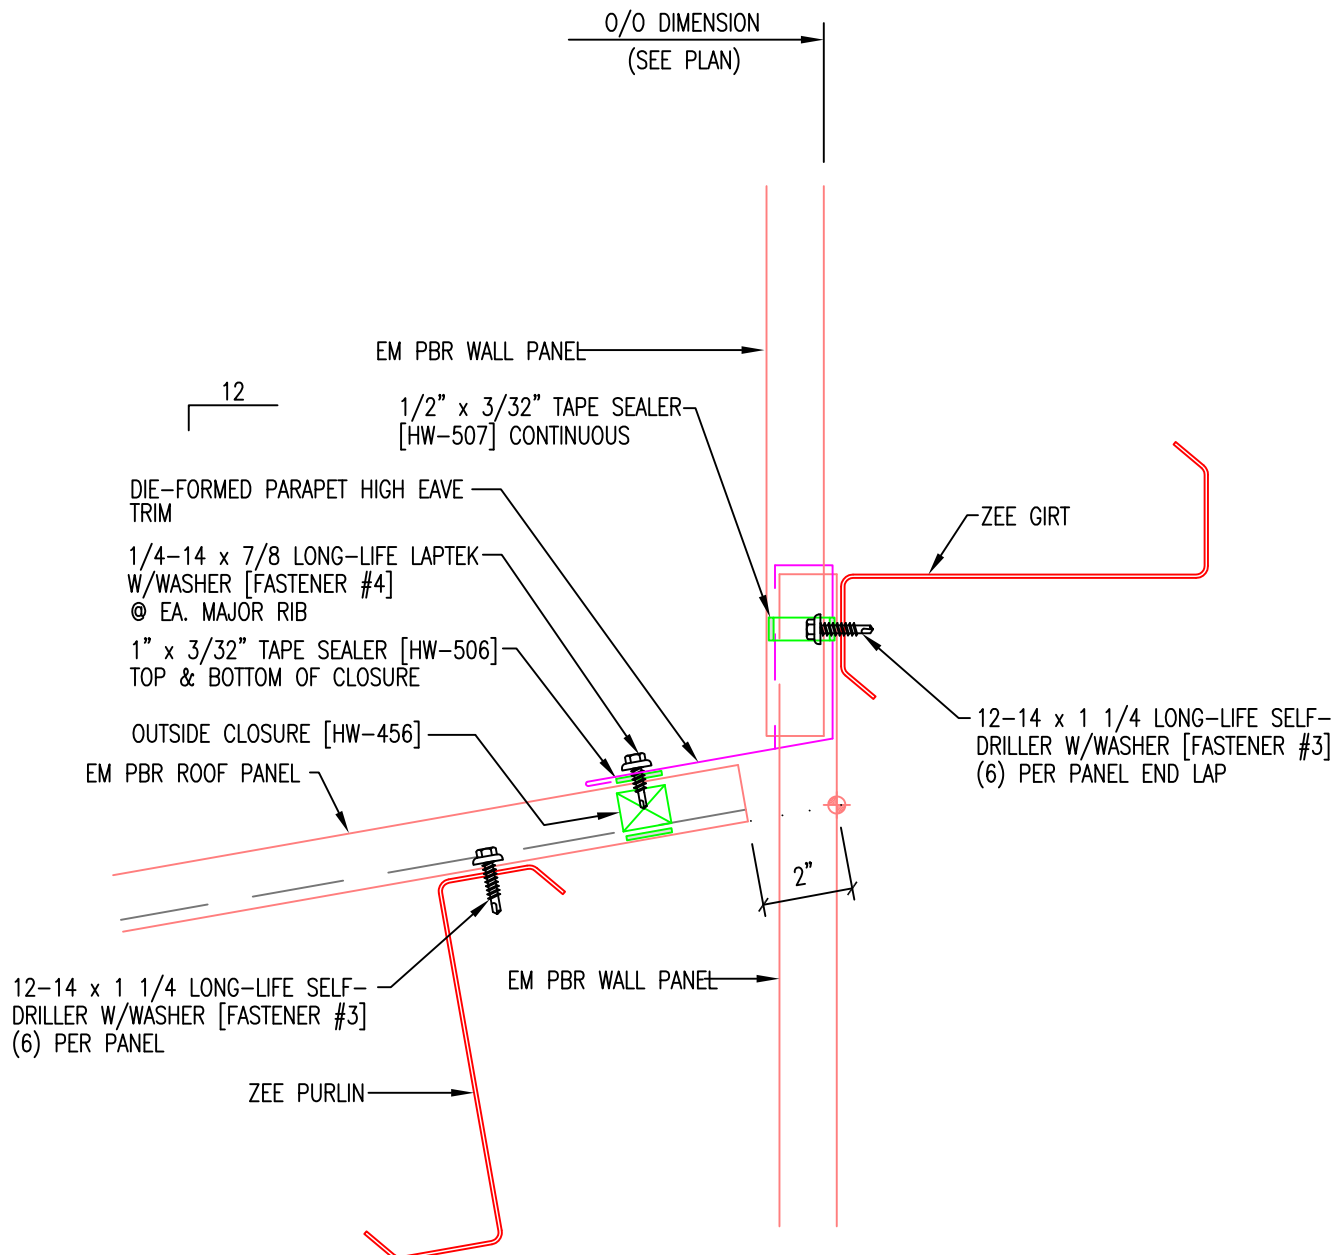 O/O DIMENSION
(SEE PLAN)
EM PBR WALL PANEL
12
1/2" x 3/32" TAPE SEALER
[HW-507] CONTINUOUS
DIE-FORMED PARAPET HIGH EAVE
TRIM
ZEE GIRT
1/4-14 x 7/8 LONG-LIFE LAPTEK
W/WASHER [FASTENER #4]
@ EA. MAJOR RIB
1" x 3/32" TAPE SEALER [HW-506]
TOP & BOTTOM OF CLOSURE
12-14 x 1 1/4 LONG-LIFE SELF-
DRILLER W/WASHER [FASTENER #3]
(6) PER PANEL END LAP
OUTSIDE CLOSURE [HW-456]
EM PBR ROOF PANEL
2"
EM PBR WALL PANEL
12-14 x 1 1/4 LONG-LIFE SELF-
DRILLER W/WASHER [FASTENER #3]
(6) PER PANEL
ZEE PURLIN